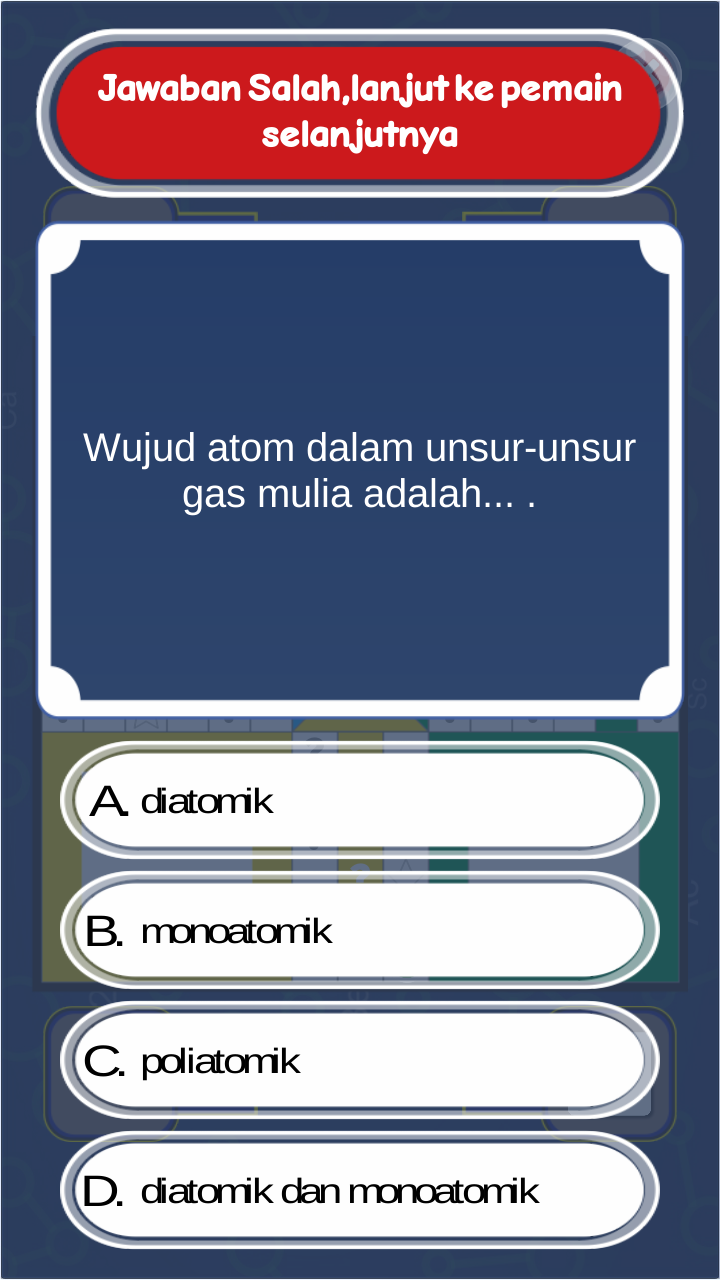 Jawaban Salah,lanjut ke pemain
selanjutnya
Wujud atom dalam unsur-unsur
gas mulia adalah... .
A. diatomik
B. monoatomik
C. poliatomik
D. diatomik dan monoatomik